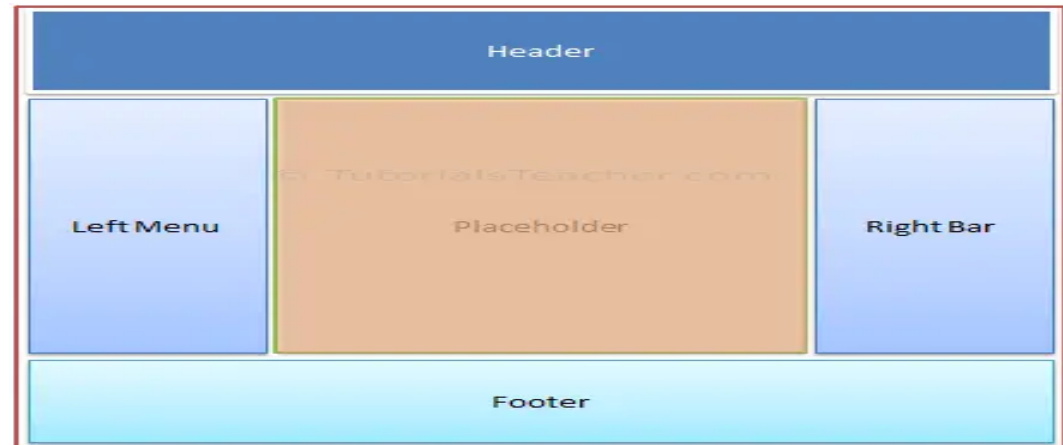 Header
© TutorialsTeacher.com
Left Menu
Placeholder
Right Bar
Footer